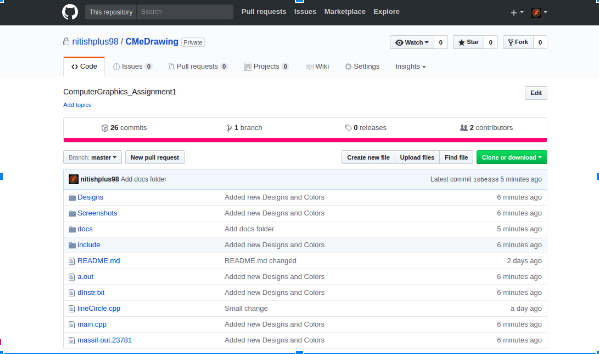 This repository Search Pull requests Issues Marketplace Explore
nitishplus98 / CMeDrawing Private Watch 0 Star 0 Fork 0
Code Issues 0 Pull requests 0 Projects 0 Wiki Settings Insights
ComputerGraphics_Assignment1 Edit
Add topics
26 commits 1 branch 0 releases 2 contributors
Branch: master New pull request Create new file Upload files Find file Clone or download
nitishplus98 Add docs folder Latest commit 5 minutes ago
Designs Added new Designs and Colors 6 minutes ago
Screenshots Added new Designs and Colors 6 minutes ago
docs Add docs folder 5 minutes ago
include Added new Designs and Colors 6 minutes ago
README.md README.md changed 2 days ago
a.out Added new Designs and Colors 6 minutes ago
dInstr.txt Added new Designs and Colors 6 minutes ago
lineCircle.cpp Small change a day ago
main.cpp Added new Designs and Colors 6 minutes ago
massif.out.23781 Added new Designs and Colors 6 minutes ago